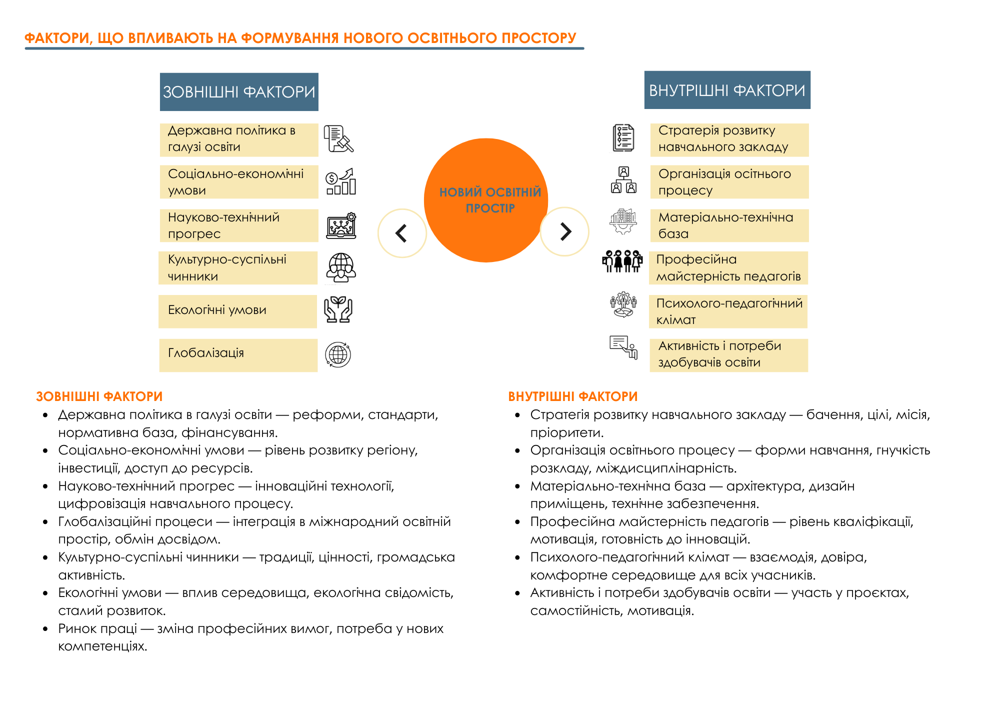 ФАКТОРИ, ЩО ВПЛИВАЮТЬ НА ФОРМУВАННЯ НОВОГО ОСВІТНЬОГО ПРОСТОРУ
ЗОВНІШНІ ФАКТОРИ
Державна політика в
галузі освіти
Соціально-економічні
умови
Науково-технічний
прогрес
Культурно-суспільні
чинники
Екологічні умови
Глобалізація
НОВИЙ ОСВІТНІЙ
ПРОСТІР
ВНУТРІШНІ ФАКТОРИ
Стратерія розвитку
навчального закладу
Організація осітнього
процесу
Матеріально-технічна
база
Професійна
майстерність педагогів
Психолого-педагогічний
клімат
Активність і потреби
здобувачів освіти
ЗОВНІШНІ ФАКТОРИ
• Державна політика в галузі освіти — реформи, стандарти,
нормативна база, фінансування.
• Соціально-економічні умови — рівень розвитку регіону,
інвестиції, доступ до ресурсів.
• Науково-технічний прогрес — інноваційні технології,
цифровізація навчального процесу.
• Глобалізаційні процеси — інтеграція в міжнародний освітній
простір, обмін досвідом.
• Культурно-суспільні чинники — традиції, цінності, громадська
активність.
• Екологічні умови — вплив середовища, екологічна свідомість,
сталий розвиток.
• Ринок праці — зміна професійних вимог, потреба у нових
компетенціях.
ВНУТРІШНІ ФАКТОРИ
• Стратегія розвитку навчального закладу — бачення, цілі, місія,
пріоритети.
• Організація освітнього процесу — форми навчання, гнучкість
розкладу, міждисциплінарність.
• Матеріально-технічна база — архітектура, дизайн
приміщень, технічне забезпечення.
• Професійна майстерність педагогів — рівень кваліфікації,
мотивація, готовність до інновацій.
• Психолого-педагогічний клімат — взаємодія, довіра,
комфортне середовище для всіх учасників.
• Активність і потреби здобувачів освіти — участь у проєктах,
самостійність, мотивація.